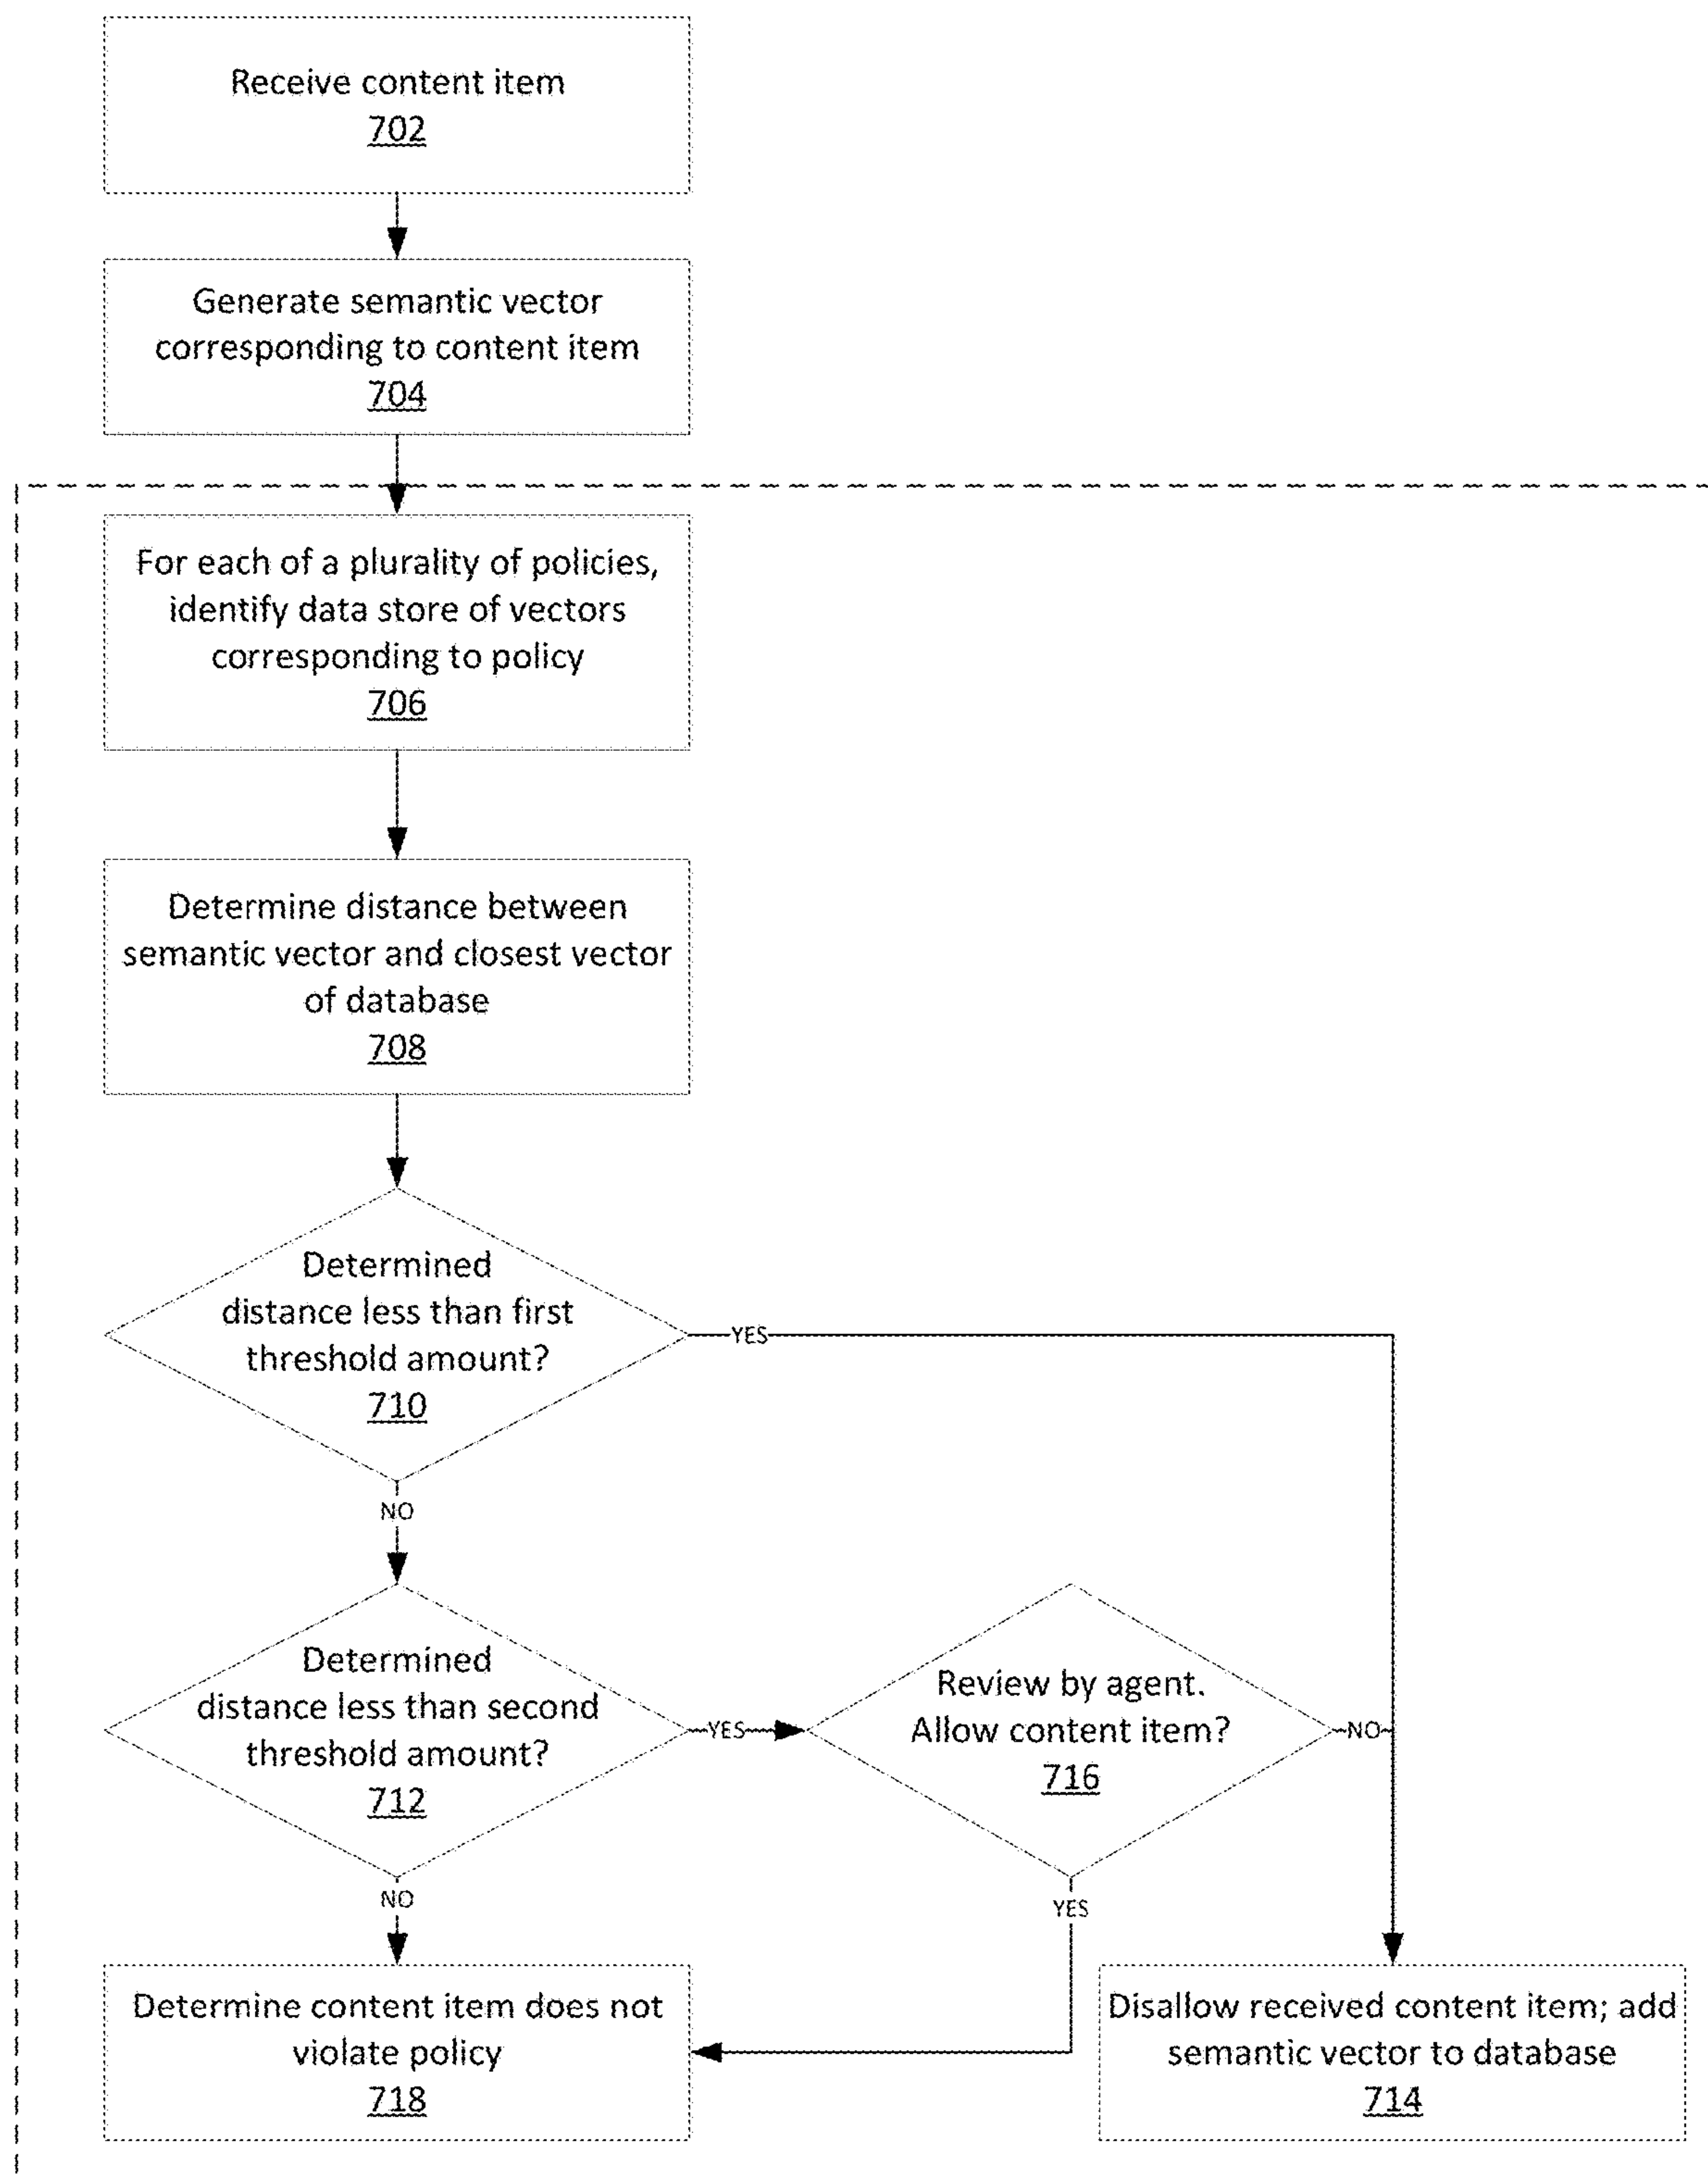 Receive content item
702
Generate semantic vector
corresponding to content item
704
For each of a plurality of policies,
identify data store of vectors
corresponding to policy
706
Determine distance between
semantic vector and closest vector
of database
708
Determined
distance less than first
threshold amount?
710
YES
NO
Determined
distance less than second
threshold amount?
712
YES
Review by agent.
Allow content item?
716
NO
NO
YES
Determine content item does not
violate policy
718
Disallow received content item; add
semantic vector to database
714